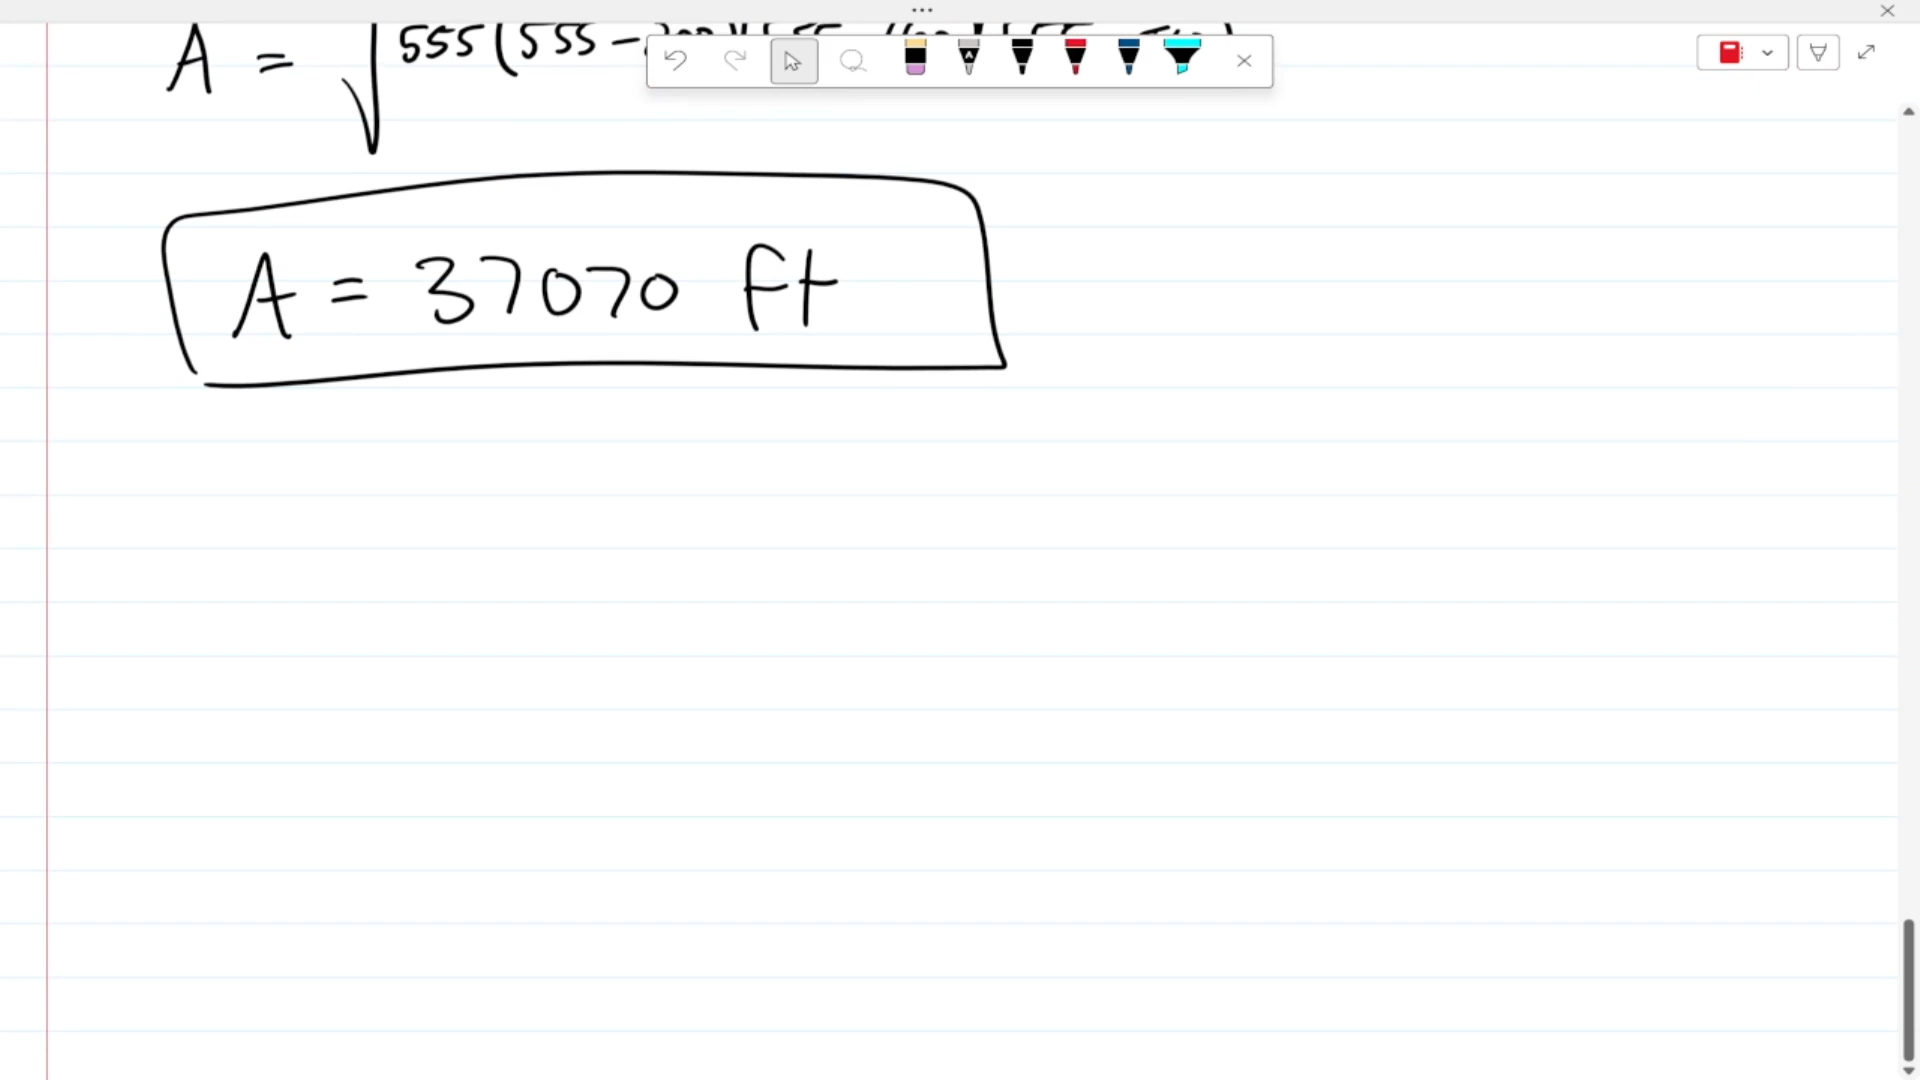 A = √555(555-
A = 37070 ft